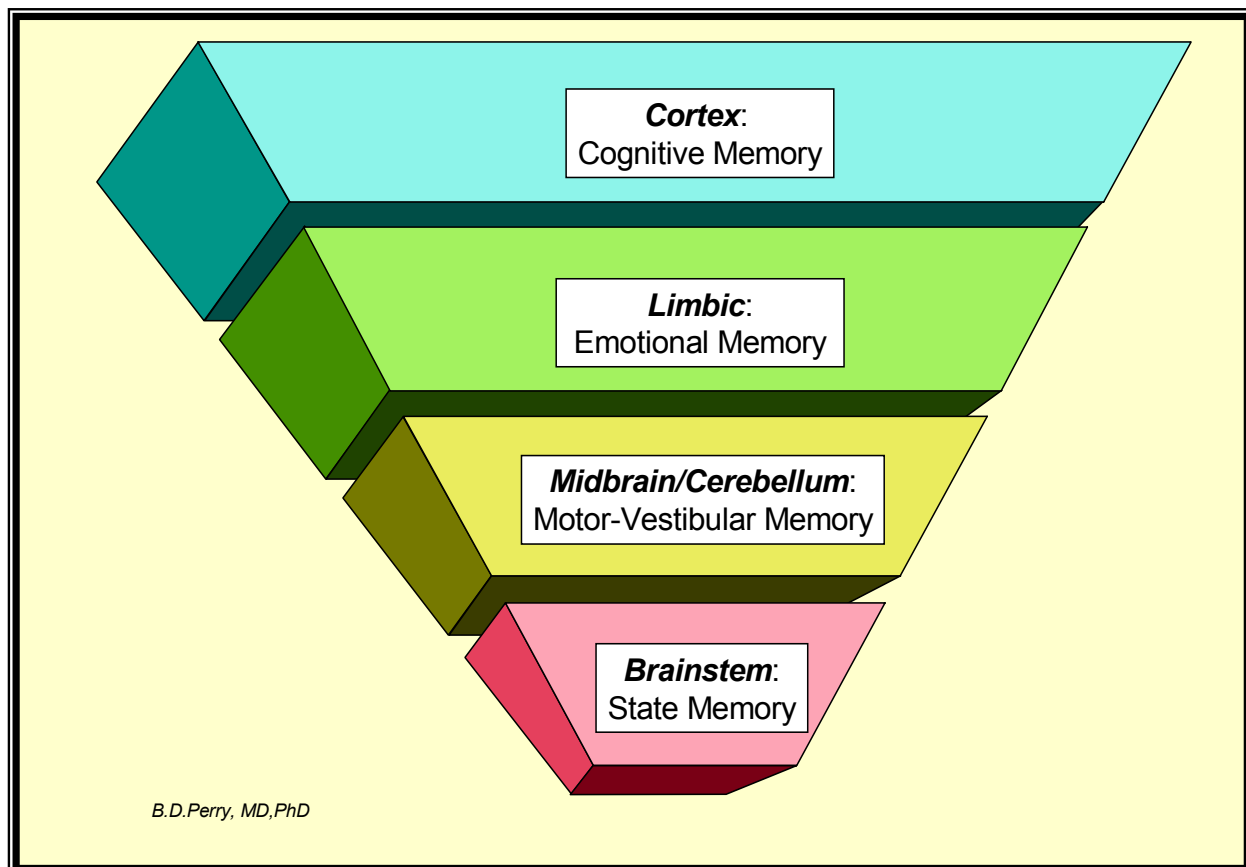 Cortex:
Cognitive Memory
Limbic:
Emotional Memory
Midbrain/Cerebellum:
Motor-Vestibular Memory
Brainstem:
State Memory
B.D.Perry, MD,PhD